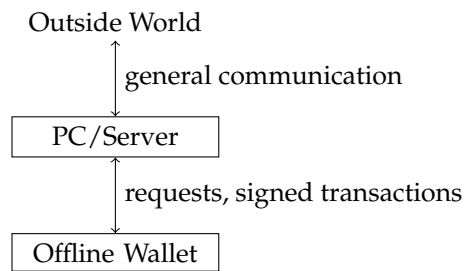 Outside World
general communication
PC/Server
requests, signed transactions
Offline Wallet